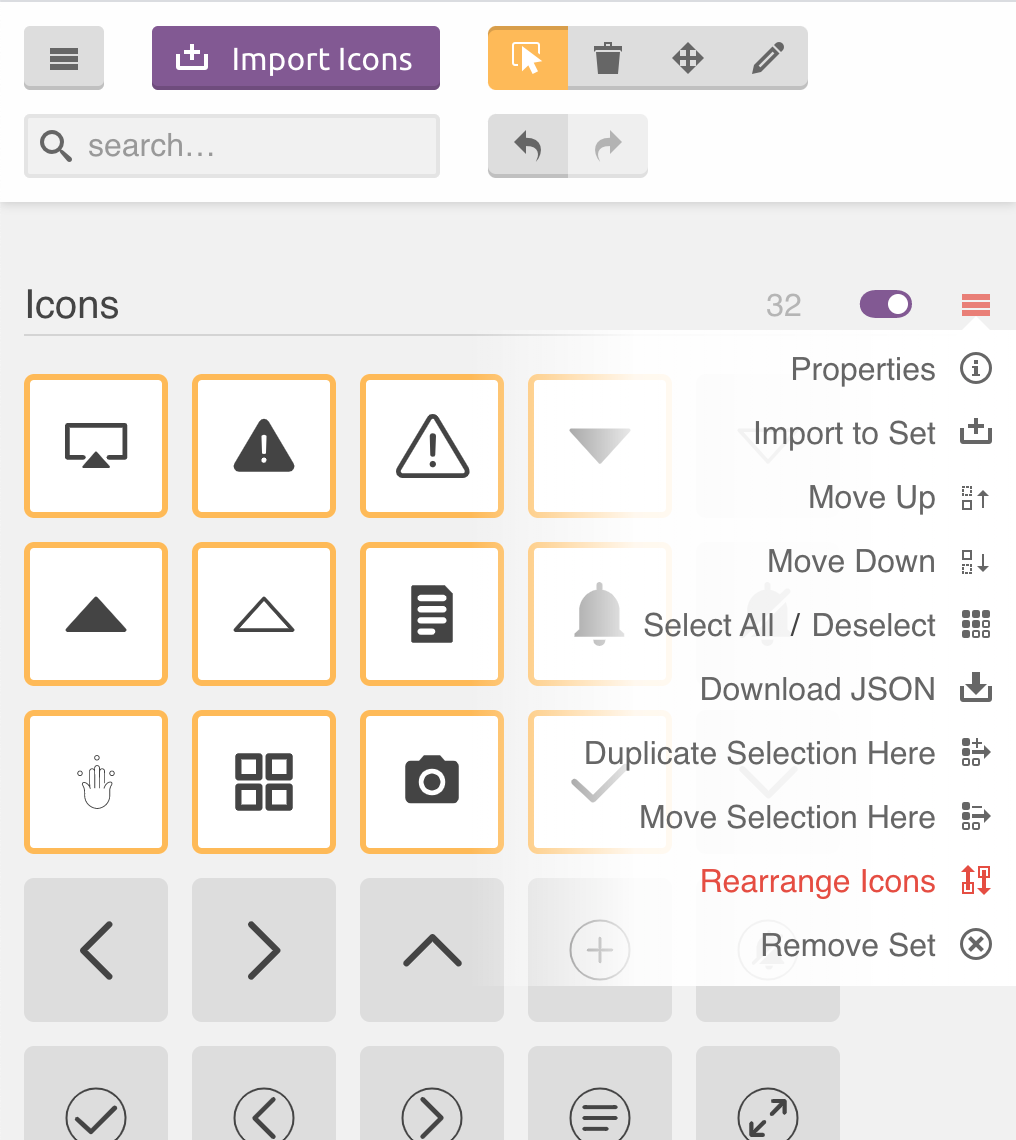 Import Icons
search...
Icons
32
Properties
Import to Set
Move Up
Move Down
Select All / Deselect
Download JSON
Duplicate Selection Here
Move Selection Here
Rearrange Icons
Remove Set